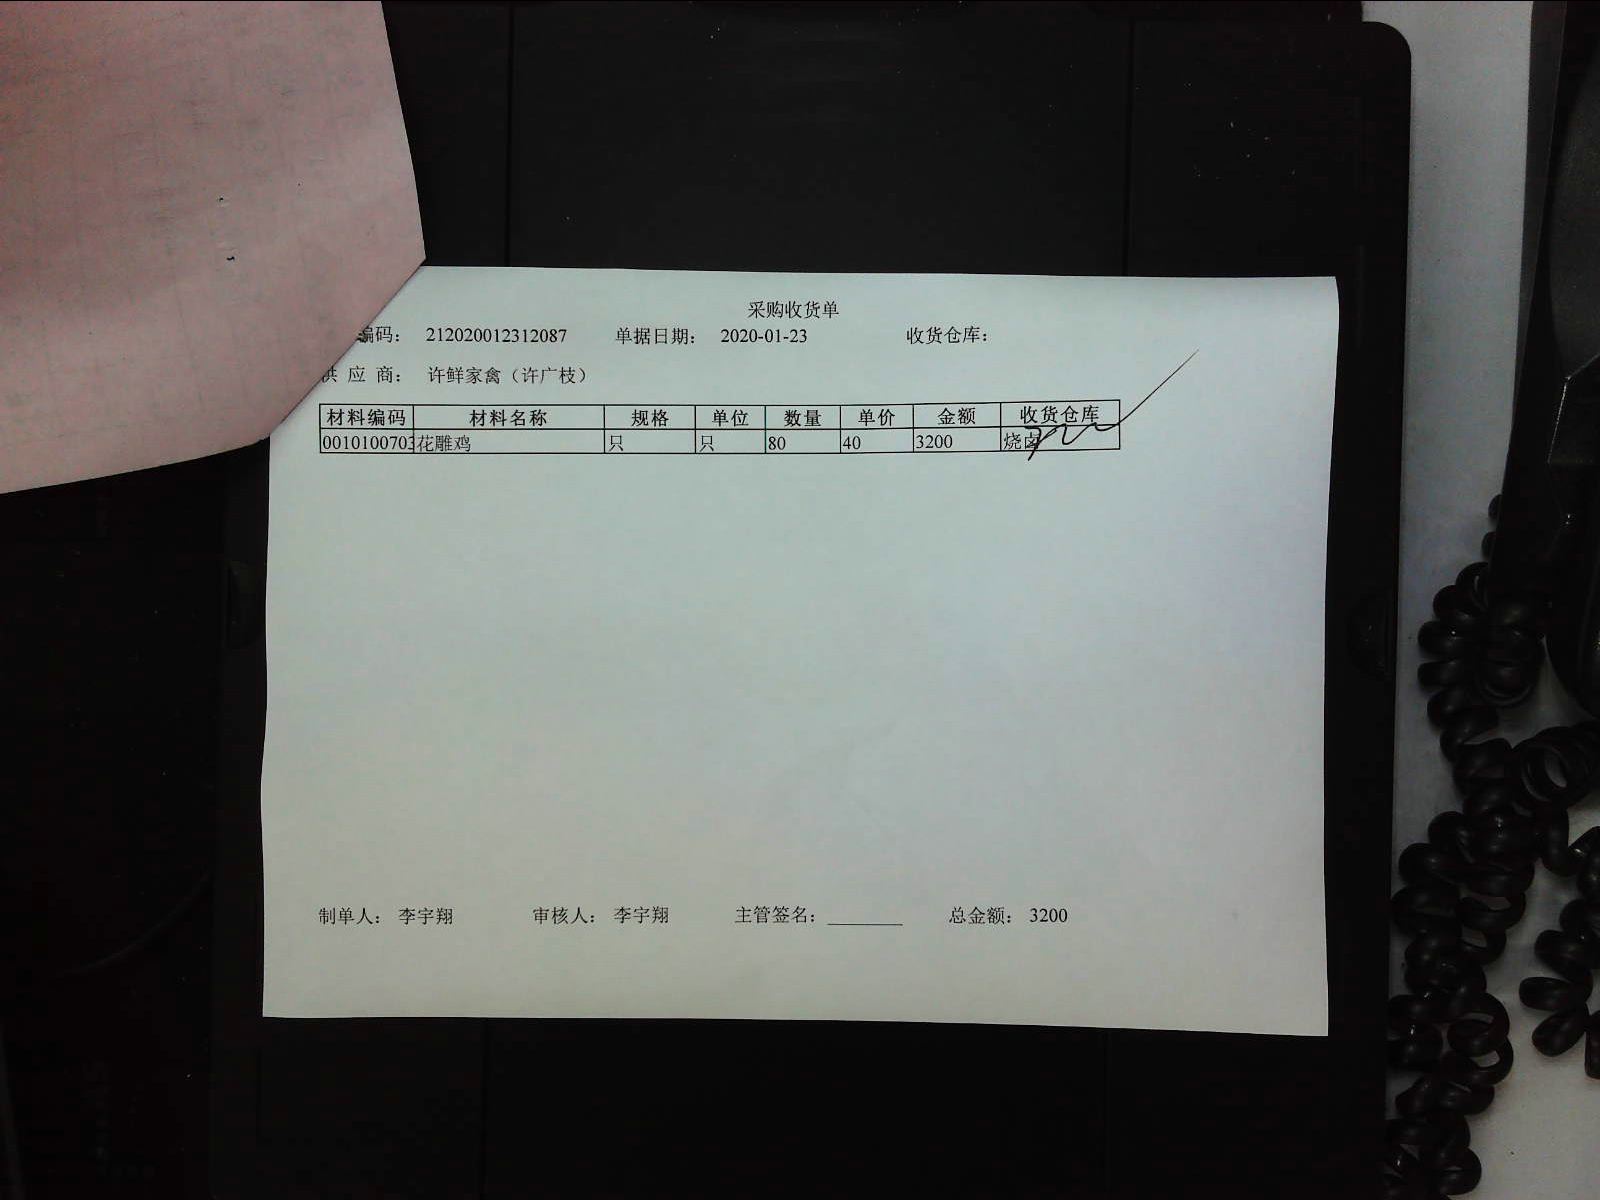 采购收货单
编码： 212020012312087 单据日期： 2020-01-23 收货仓库：
供 应 商： 许鲜家禽（许广枝）
材料编码 材料名称 规格 单位 数量 单价 金额 收货仓库
0010100703 花雕鸡 只 只 80 40 3200 烧卤
制单人： 李宇翔 审核人： 李宇翔 主管签名： 总金额： 3200